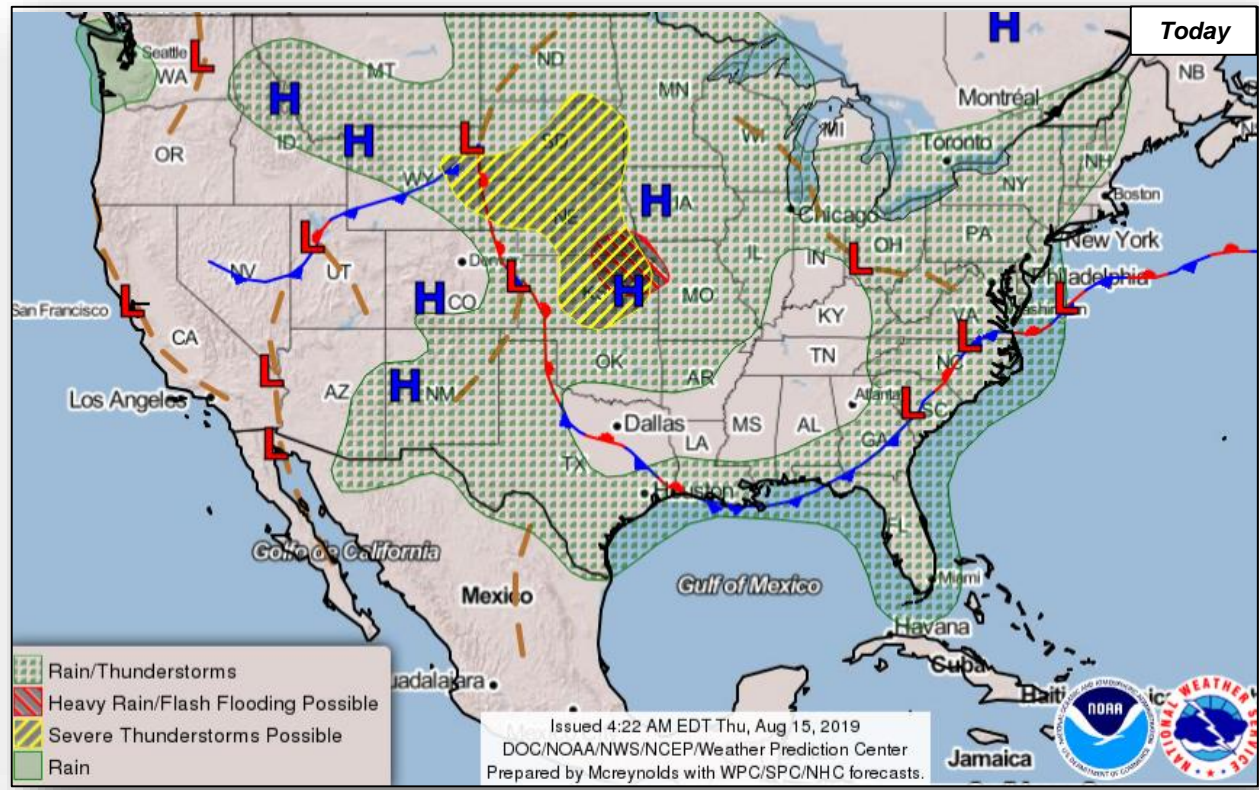 Today
NB
Seattle
WA
MT
ND
MN
Montréal
OR
ID
SD
WI
MI
Toronto
NH
WY
NY
Boston
IA
Chicago
NE
PA
New York
NV
UT
CO
IL
IN
OH
Philadelphia
San Francisco
MO
KY
VA
CA
OK
TN
NC
Los Angeles
AZ
NM
AR
Atlanta
SC
Dallas
MS
AL
GA
LA
TX
Houston
FL
Golfo de California
Gulf of Mexico
Miami
Mexico
Havana
Cuba
Rain/Thunderstorms
Heavy Rain/Flash Flooding Possible
Severe Thunderstorms Possible
Rain
Issued 4:22 AM EDT Thu, Aug 15, 2019
DOC/NOAA/NWS/NCEP/Weather Prediction Center
Prepared by Mcreynolds with WPC/SPC/NHC forecasts.
NOAA
NATIONAL WEATHER SERVICE
Jamaica
H
H
H
H
H
H
H
H
L
L
L
L
L
L
L
L
L
L
L